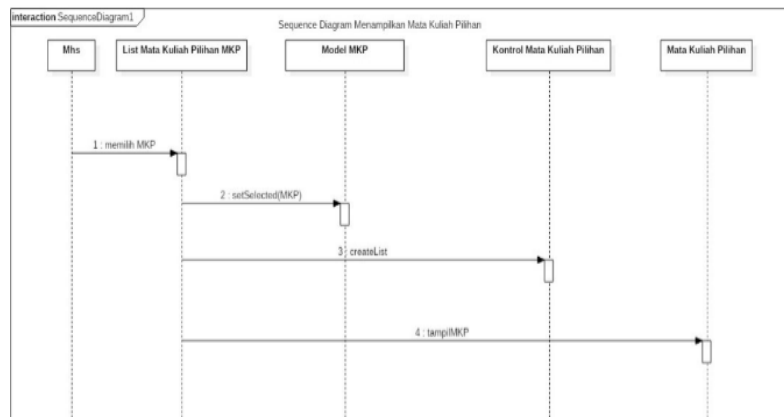 interaction SequenceDiagram1
Sequence Diagram Menampilkan Mata Kuliah Pilihan
Mhs
List Mata Kuliah Pilihan MKP
Model MKP
Kontrol Mata Kuliah Pilihan
Mata Kuliah Pilihan
1 : memilih MKP
2 : setSelected(MKP)
3 : createList
4 : tampilMKP